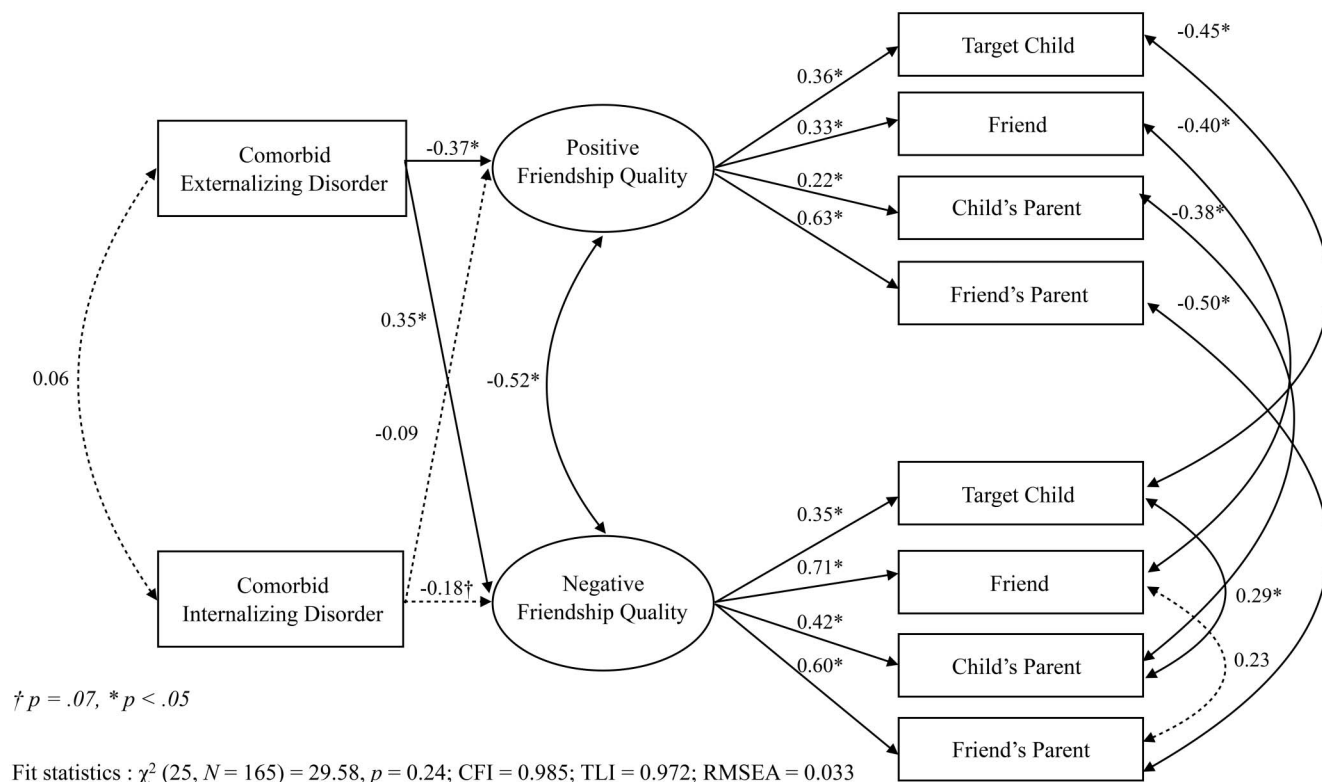 Target Child
-0.45*
0.36*
Friend
-0.40*
0.33*
Comorbid
Externalizing Disorder
-0.37*
Positive
Friendship Quality
0.22*
Child's Parent
-0.38*
0.63*
Friend's Parent
-0.50*
0.35*
0.06
-0.52*
-0.09
Target Child
0.35*
Comorbid
Internalizing Disorder
-0.18†
Negative
Friendship Quality
0.71*
Friend
0.29*
0.42*
Child's Parent
0.23
0.60*
Friend's Parent
† p = .07, * p < .05
Fit statistics : χ² (25, N = 165) = 29.58, p = 0.24; CFI = 0.985; TLI = 0.972; RMSEA = 0.033